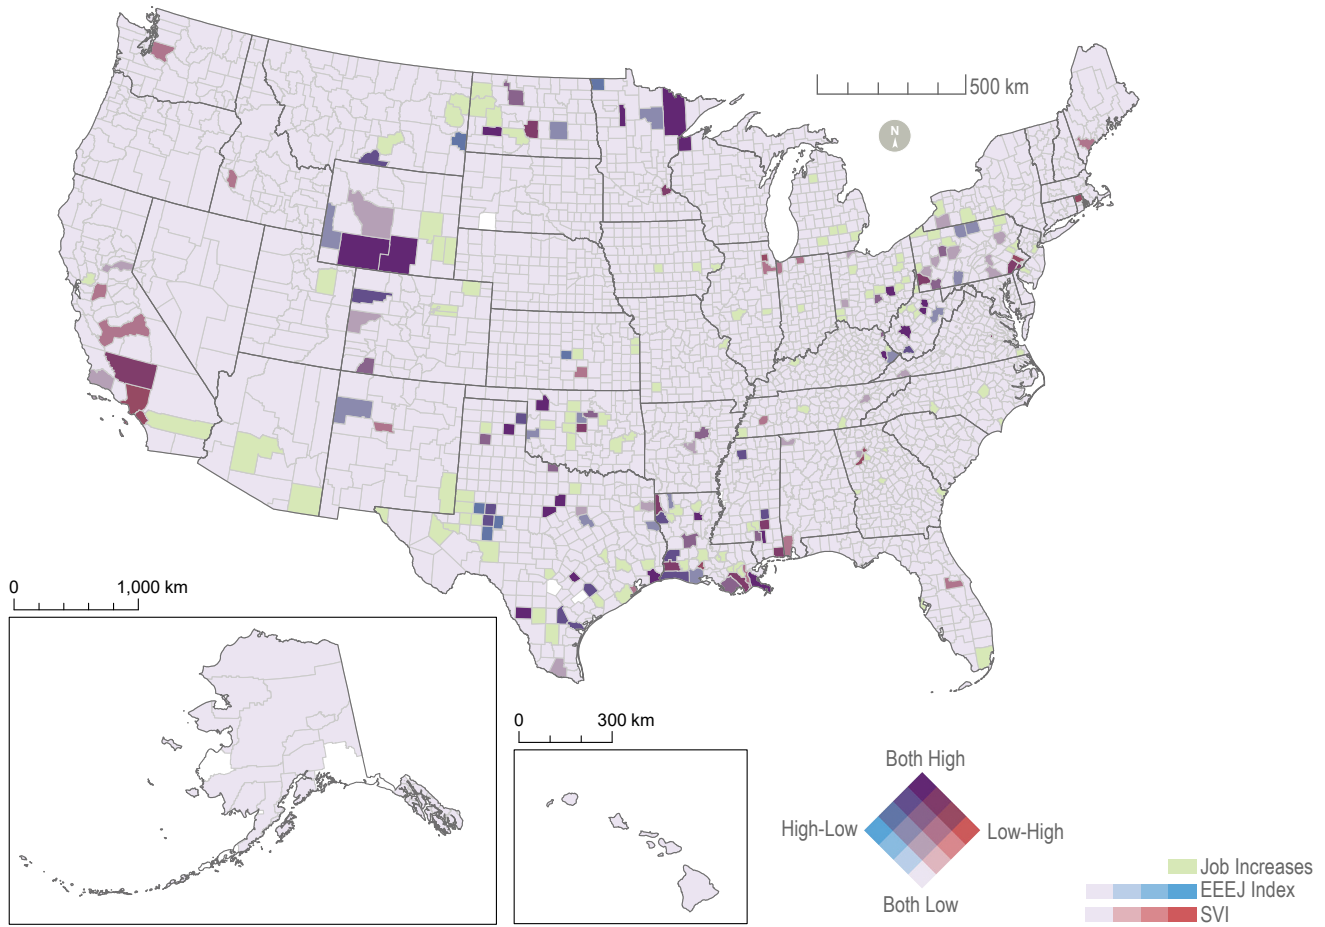 500 km
N
0
1,000 km
0
300 km
Both High
High-Low
Low-High
Both Low
Job Increases
EEEJ Index
SVI